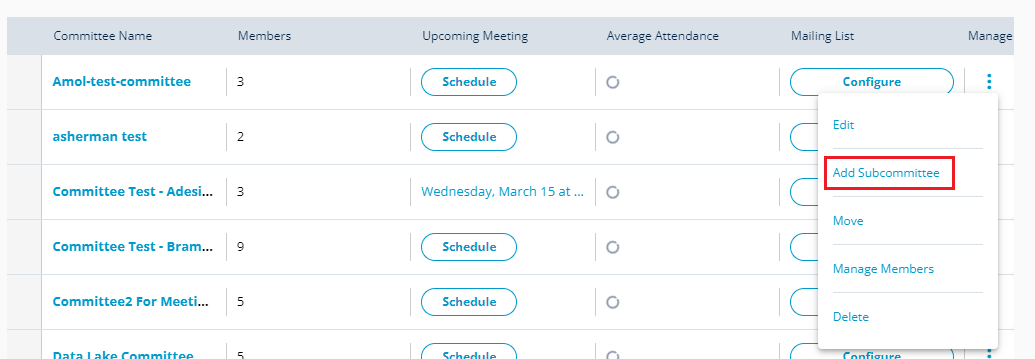 Committee Name Members Upcoming Meeting Average Attendance Mailing List Manage
Amol-test-committee 3 Schedule Configure
Edit
asherman test 2 Schedule
Add Subcommittee
Committee Test - Adesi... 3 Wednesday, March 15 at ...
Move
Committee Test - Bram... 9 Schedule
Manage Members
Committee2 For Meeti... 5 Schedule
Delete
Data Lake Committee 5 Schedule Configure